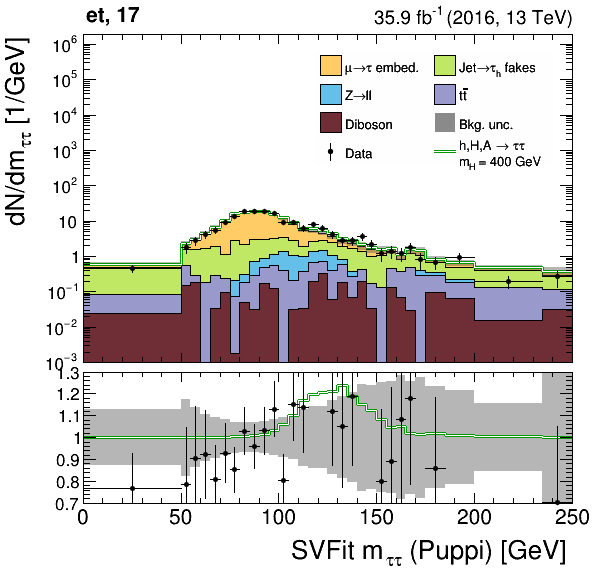 et, 17
35.9 fb⁻¹ (2016, 13 TeV)
dN/dm_ττ [1/GeV]
10⁶
10⁵
10⁴
10³
10²
10
1
10⁻¹
10⁻²
10⁻³
μ→τ embed.
Jet→τ_h fakes
Z→ll
tt̄
Diboson
Bkg. unc.
Data
h,H,A → ττ
m_H = 400 GeV
1.3
1.2
1.1
1.0
0.9
0.8
0.7
0 50 100 150 200 250
SVFit m_ττ (Puppi) [GeV]